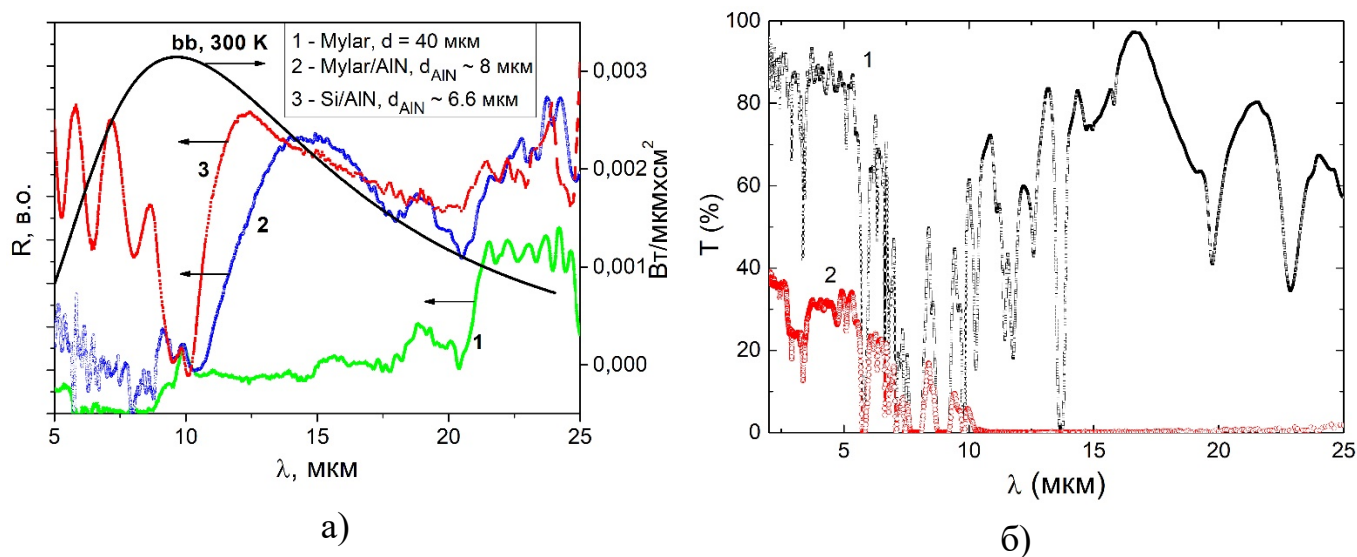 bb, 300 K
1 - Mylar, d = 40 мкм
2 - Mylar/AlN, d_AlN ~ 8 мкм
3 - Si/AlN, d_AlN ~ 6.6 мкм
R, в.о.
3
2
1
0,003
0,002
0,001
0,000
Вт/мкмхсм²
5 10 15 20 25
λ, мкм
а)
100
80
60
40
20
0
T (%)
1
2
5 10 15 20 25
λ (мкм)
б)